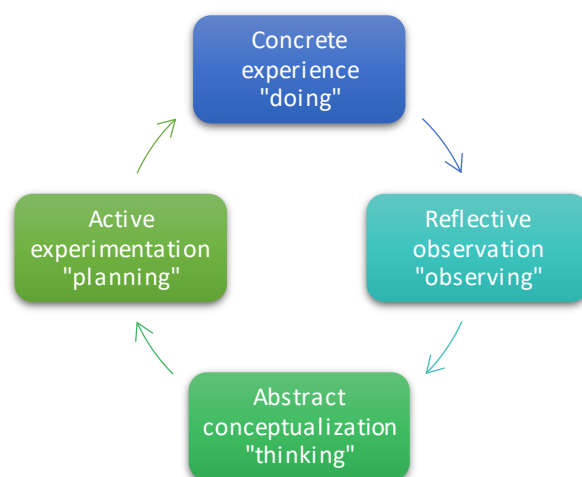 Concrete
experience
"doing"
Reflective
observation
"observing"
Abstract
conceptualization
"thinking"
Active
experimentation
"planning"